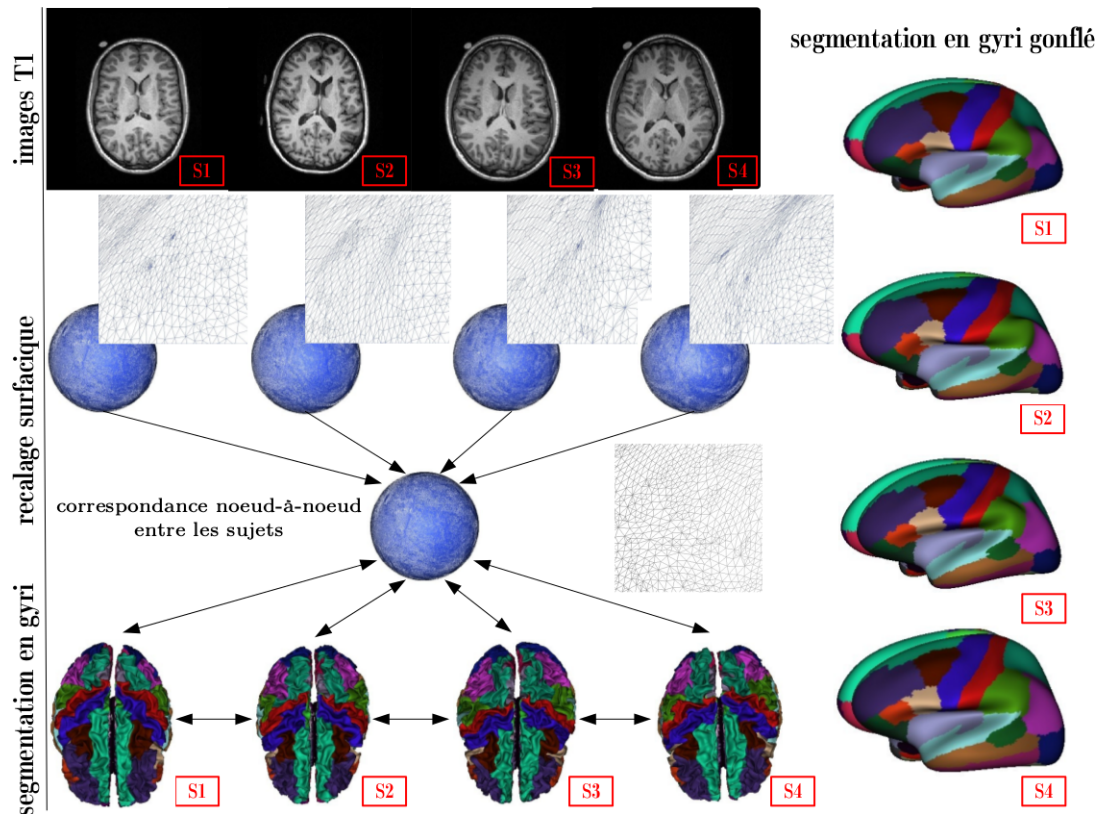 images T1
S1
S2
S3
S4
segmentation en gyri gonflé
S1
S2
S3
S4
recalage surfacique
correspondance noeud-à-noeud
entre les sujets
segmentation en gyri
S1
S2
S3
S4